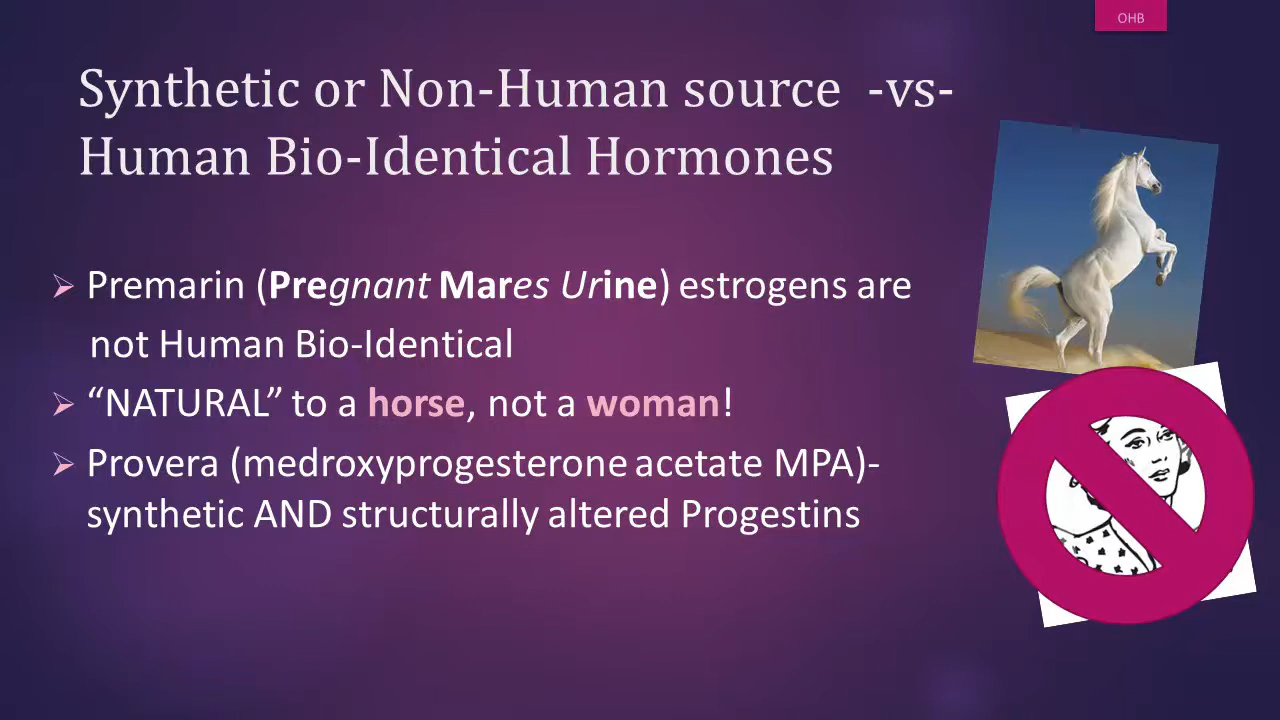 OHB
Synthetic or Non-Human source -vs-
Human Bio-Identical Hormones
Premarin (Pregnant Mares Urine) estrogens are
not Human Bio-Identical
“NATURAL” to a horse, not a woman!
Provera (medroxyprogesterone acetate MPA)-
synthetic AND structurally altered Progestins